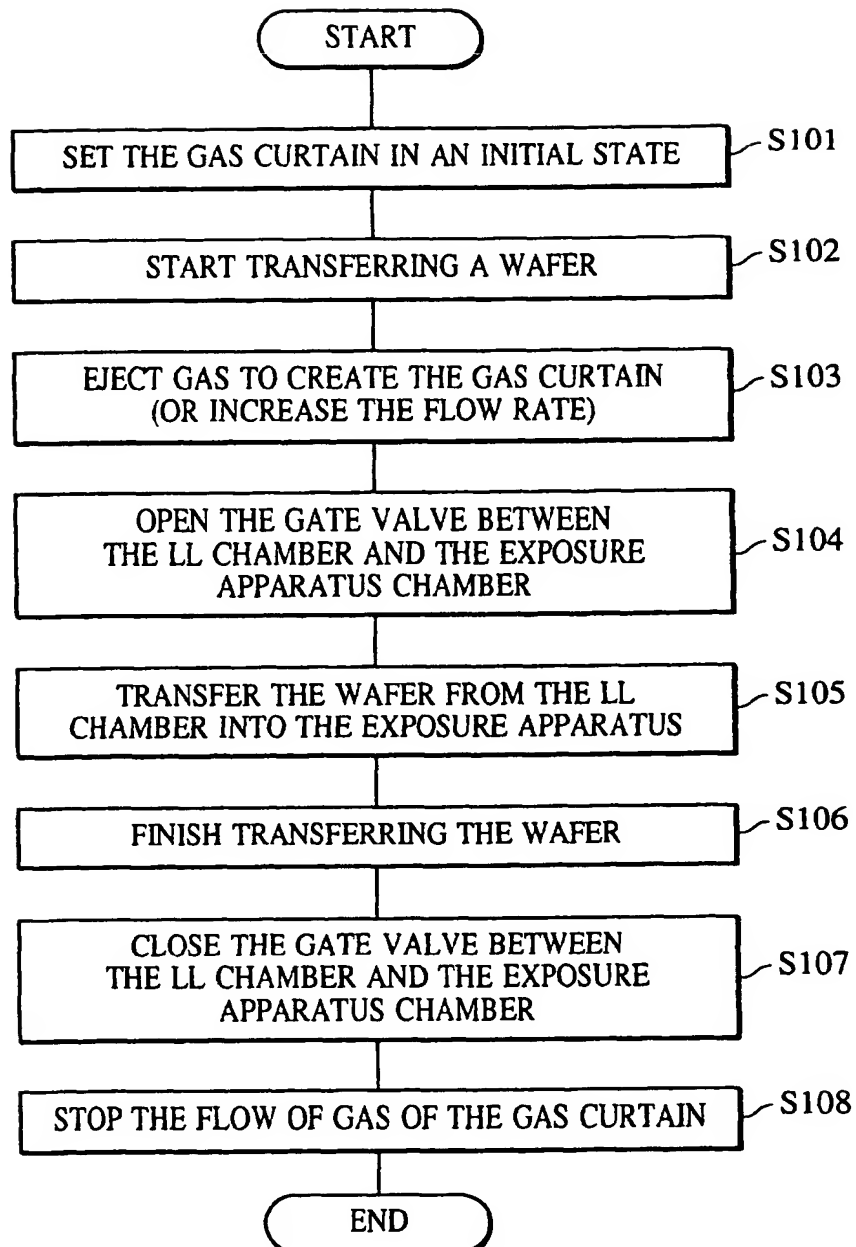 START
SET THE GAS CURTAIN IN AN INITIAL STATE
S101
START TRANSFERRING A WAFER
S102
EJECT GAS TO CREATE THE GAS CURTAIN
(OR INCREASE THE FLOW RATE)
S103
OPEN THE GATE VALVE BETWEEN
THE LL CHAMBER AND THE EXPOSURE
APPARATUS CHAMBER
S104
TRANSFER THE WAFER FROM THE LL
CHAMBER INTO THE EXPOSURE APPARATUS
S105
FINISH TRANSFERRING THE WAFER
S106
CLOSE THE GATE VALVE BETWEEN
THE LL CHAMBER AND THE EXPOSURE
APPARATUS CHAMBER
S107
STOP THE FLOW OF GAS OF THE GAS CURTAIN
S108
END